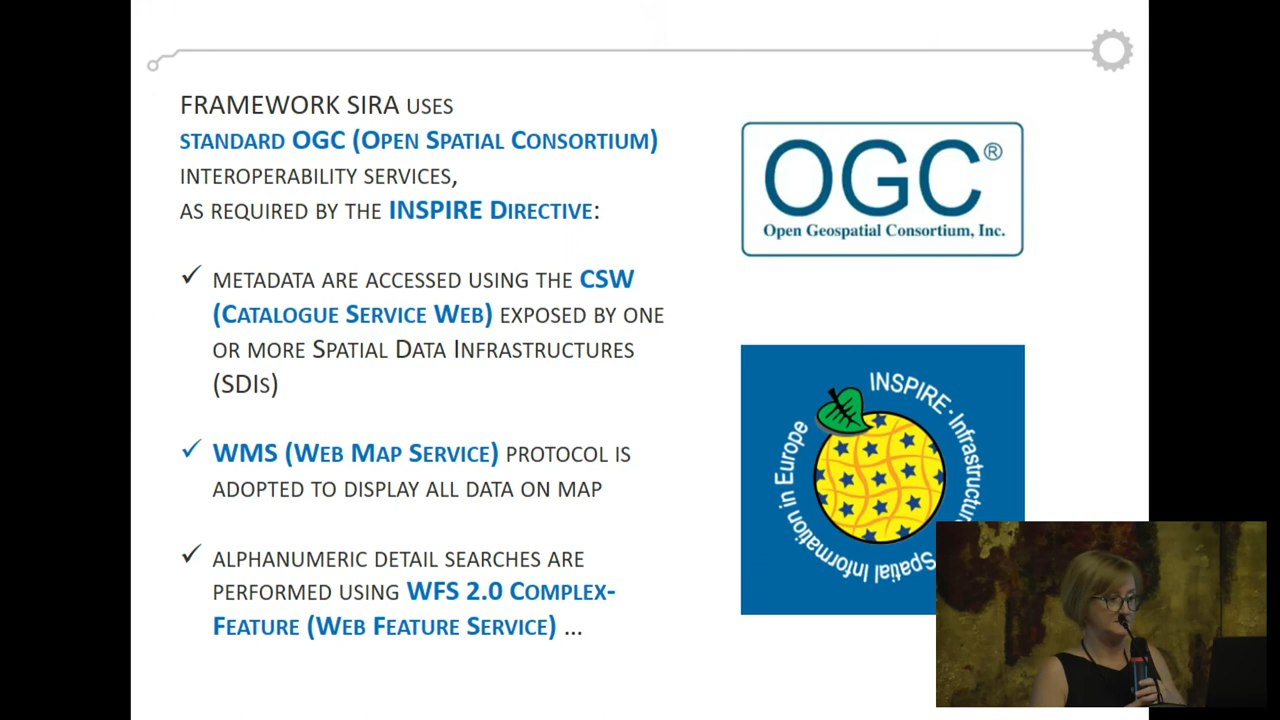 FRAMEWORK SIRA USES
STANDARD OGC (OPEN SPATIAL CONSORTIUM)
INTEROPERABILITY SERVICES,
AS REQUIRED BY THE INSPIRE DIRECTIVE:
✓ METADATA ARE ACCESSED USING THE CSW
(CATALOGUE SERVICE WEB) EXPOSED BY ONE
OR MORE SPATIAL DATA INFRASTRUCTURES
(SDIS)
✓ WMS (WEB MAP SERVICE) PROTOCOL IS
ADOPTED TO DISPLAY ALL DATA ON MAP
✓ ALPHANUMERIC DETAIL SEARCHES ARE
PERFORMED USING WFS 2.0 COMPLEX-
FEATURE (WEB FEATURE SERVICE) ...
OGC®
Open Geospatial Consortium, Inc.
INSPIRE · Infrastructur
Spatial Information in Europe